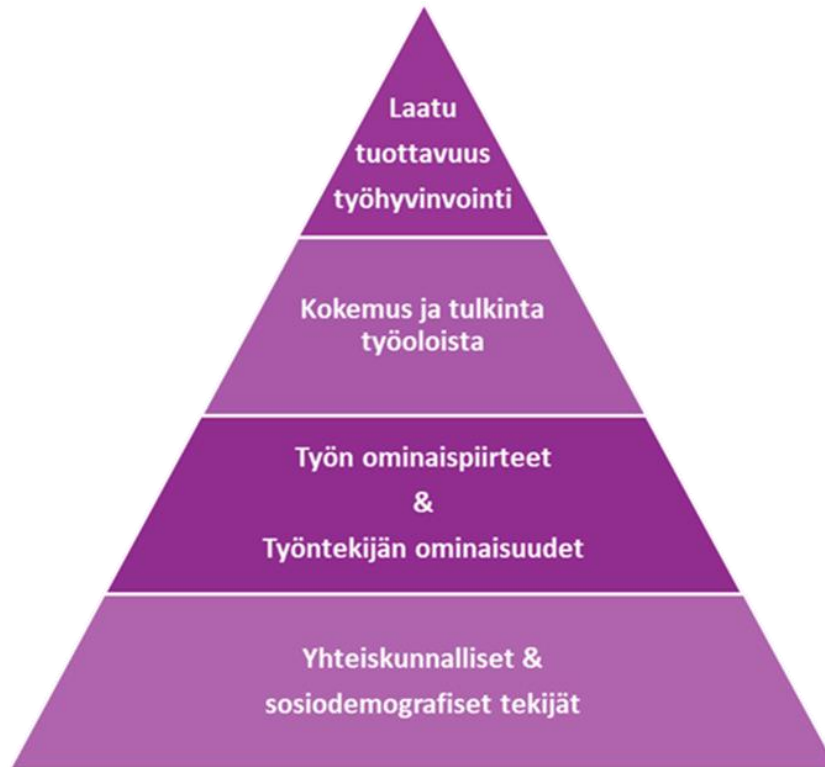 Laatu
tuottavuus
työhyvinvointi
Kokemus ja tulkinta
työoloista
Työn ominaispiirteet
&
Työntekijän ominaisuudet
Yhteiskunnalliset &
sosiodemografiset tekijät